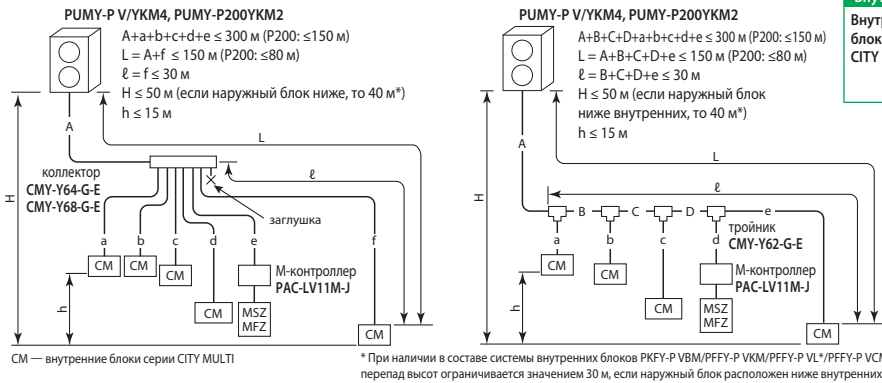 PUMY-P V/YKM4, PUMY-P200YKM2
A+a+b+c+d+e ≤ 300 м (P200: ≤150 м)
L = A+f ≤ 150 м (P200: ≤80 м)
ℓ = f ≤ 30 м
H ≤ 50 м (если наружный блок ниже, то 40 м*)
h ≤ 15 м
A
L
H
коллектор
CMY-Y64-G-E
CMY-Y68-G-E
ℓ
заглушка
a
b
c
d
e
f
CM
CM
CM
М-контроллер
PAC-LV11M-J
h
CM
MSZ
MFZ
CM
CM — внутренние блоки серии CITY MULTI
PUMY-P V/YKM4, PUMY-P200YKM2
A+B+C+D+a+b+c+d+e ≤ 300 м (P200: ≤150 м)
L = A+B+C+D+e ≤ 150 м (P200: ≤80 м)
ℓ = B+C+D+e ≤ 30 м
H ≤ 50 м (если наружный блок
ниже внутренних, то 40 м*)
h ≤ 15 м
A
L
H
ℓ
B
C
D
e
a
b
c
d
тройник
CMY-Y62-G-E
CM
CM
М-контроллер
PAC-LV11M-J
h
CM
MSZ
MFZ
CM
* При наличии в составе системы внутренних блоков PKFY-P VBM/PFFY-P VKM/PFFY-P VL*/PFFY-P VCM
перепад высот ограничивается значением 30 м, если наружный блок расположен ниже внутренних
блок
CITY